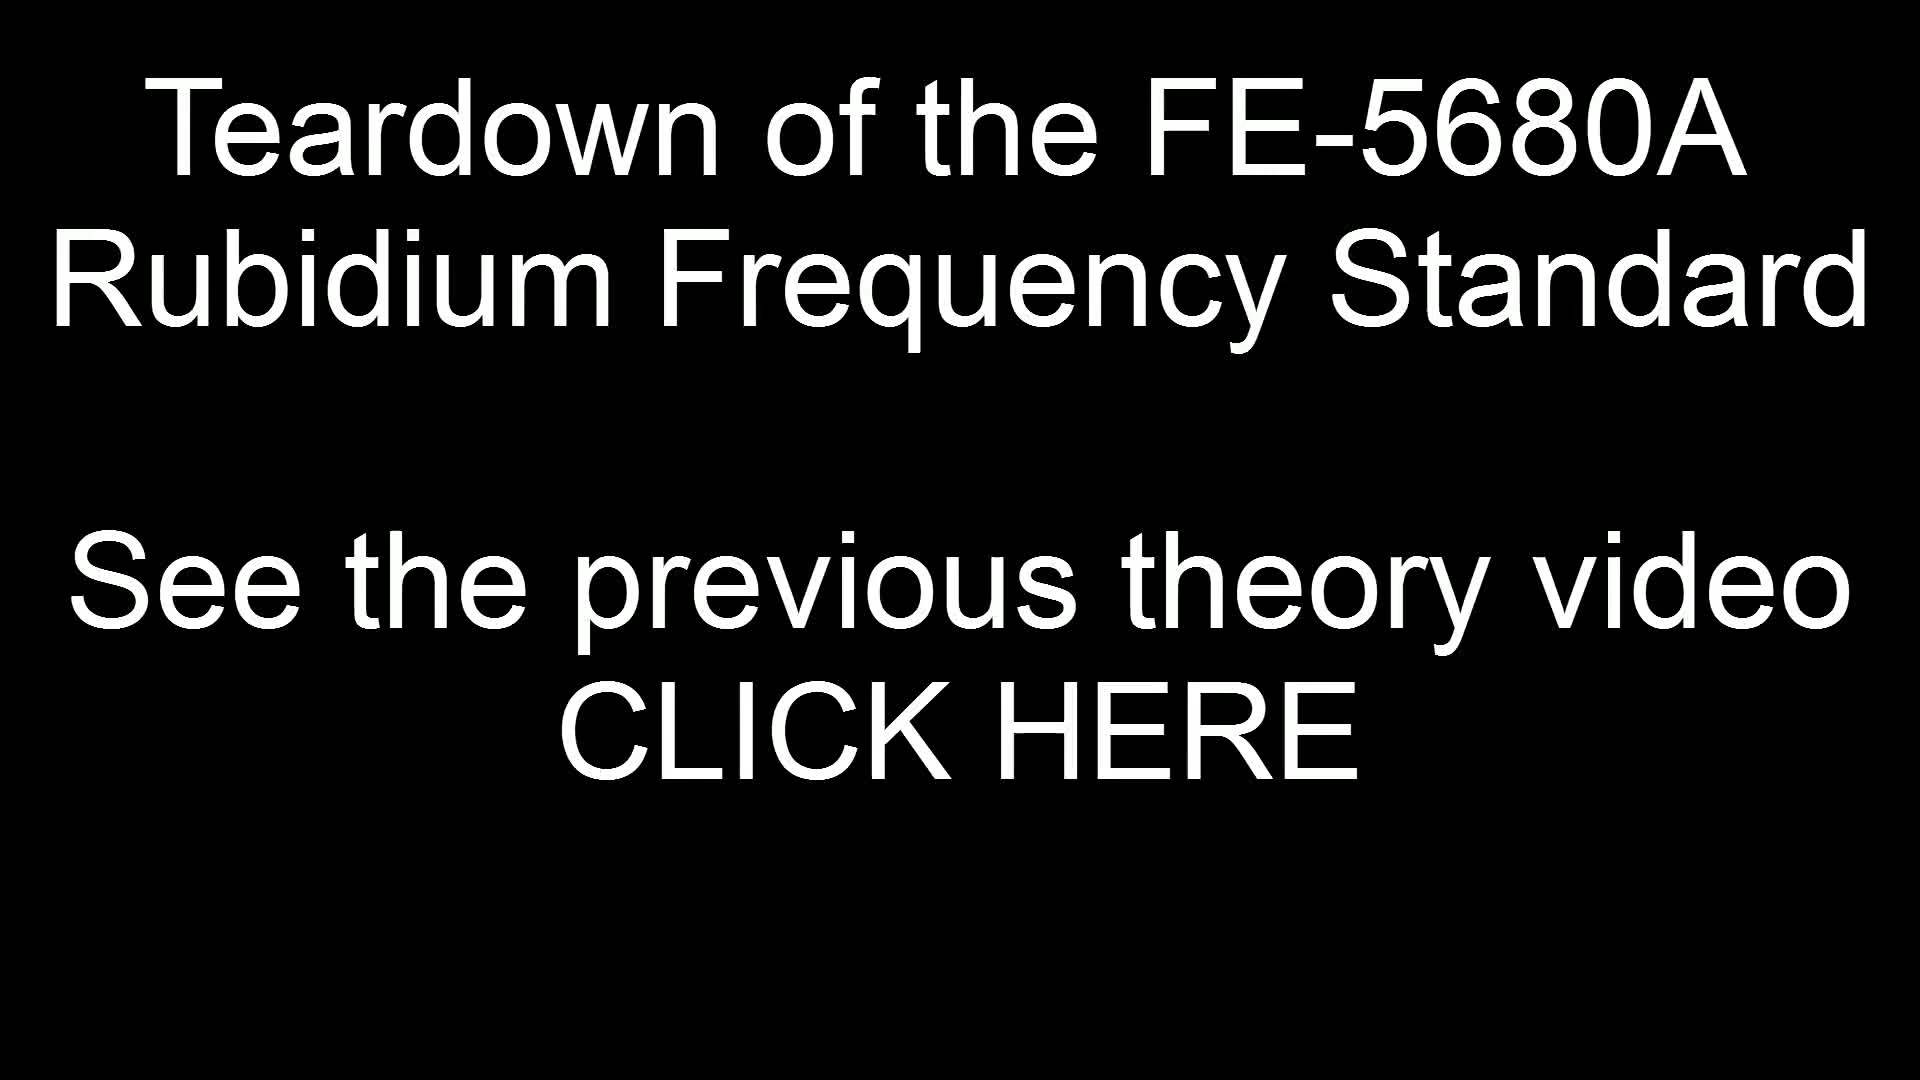 Teardown of the FE-5680A
Rubidium Frequency Standard
See the previous theory video
CLICK HERE